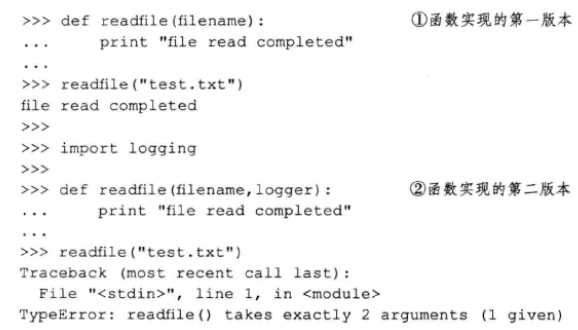 >>> def readfile(filename):                    ①函数实现的第一版本
...     print "file read completed"
...
>>> readfile("test.txt")
file read completed
>>>
>>> import logging
>>>
>>> def readfile(filename,logger):             ②函数实现的第二版本
...     print "file read completed"
...
>>> readfile("test.txt")
Traceback (most recent call last):
  File "<stdin>", line 1, in <module>
TypeError: readfile() takes exactly 2 arguments (1 given)